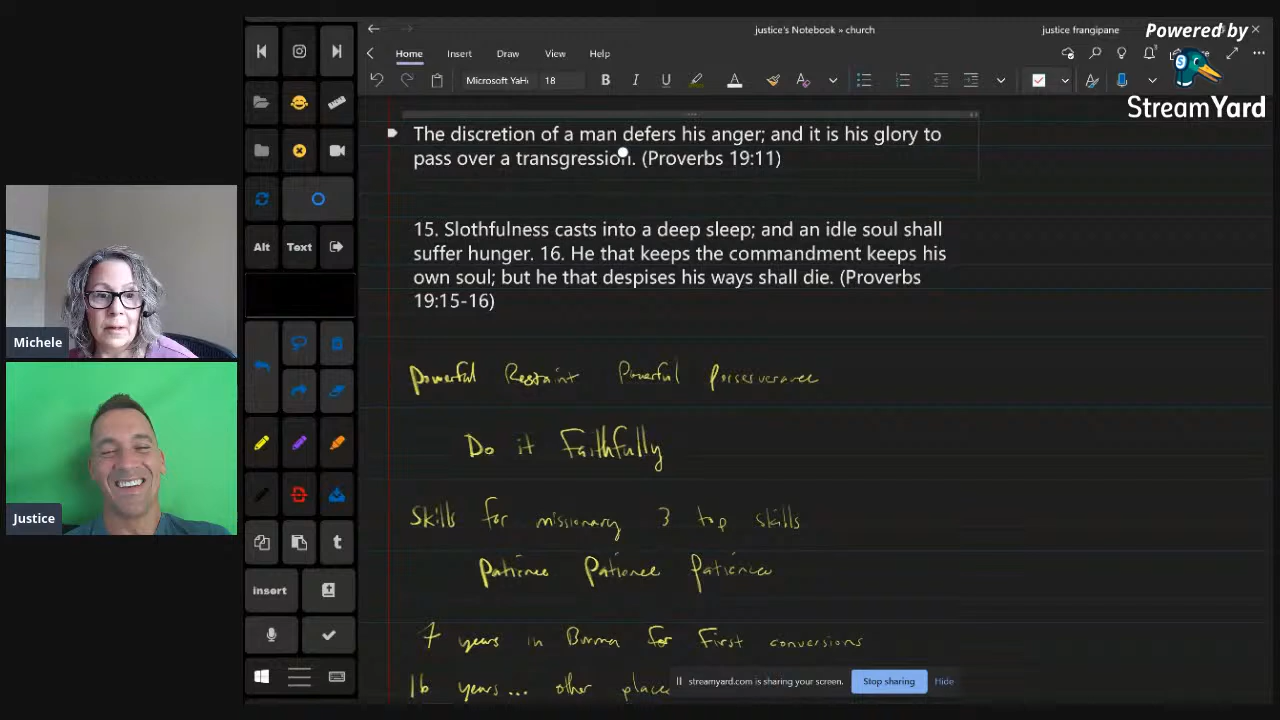 justice's Notebook » church
justice frangipane
Powered by
StreamYard
Home Insert Draw View Help
Microsoft YaH 18
The discretion of a man defers his anger; and it is his glory to
pass over a transgression. (Proverbs 19:11)
15. Slothfulness casts into a deep sleep; and an idle soul shall
suffer hunger. 16. He that keeps the commandment keeps his
own soul; but he that despises his ways shall die. (Proverbs
19:15-16)
Powerful Restraint Powerful Perserverance
Do it Faithfully
Skills for missionary 3 top skills
Patience Patience Patience
7 years in Burma for First conversions
16 years... other place
Alt Text
insert
t
Michele
Justice
streamyard.com is sharing your screen.
Stop sharing
Hide